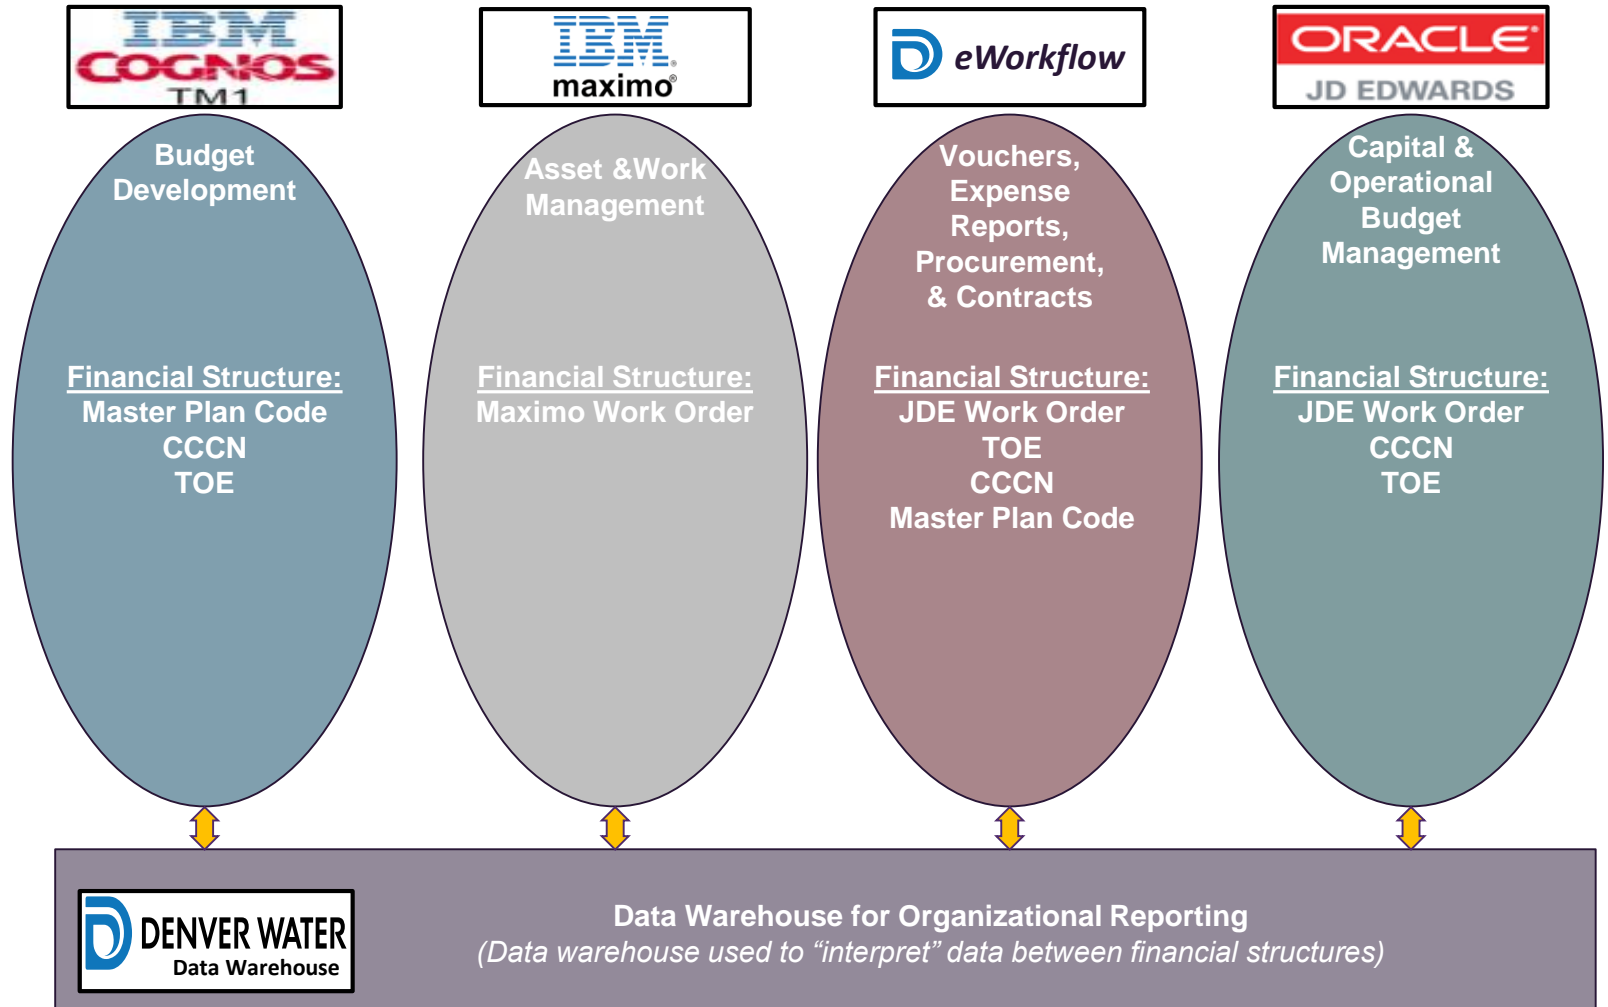 IBM
COGNOS
TM1
Budget
Development
Financial Structure:
Master Plan Code
CCCN
TOE
IBM®
maximo®
Asset &Work
Management
Financial Structure:
Maximo Work Order
eWorkflow
Vouchers,
Expense
Reports,
Procurement,
& Contracts
Financial Structure:
JDE Work Order
TOE
CCCN
Master Plan Code
ORACLE®
JD EDWARDS
Capital &
Operational
Budget
Management
Financial Structure:
JDE Work Order
CCCN
TOE
DENVER WATER
Data Warehouse
Data Warehouse for Organizational Reporting
(Data warehouse used to “interpret” data between financial structures)